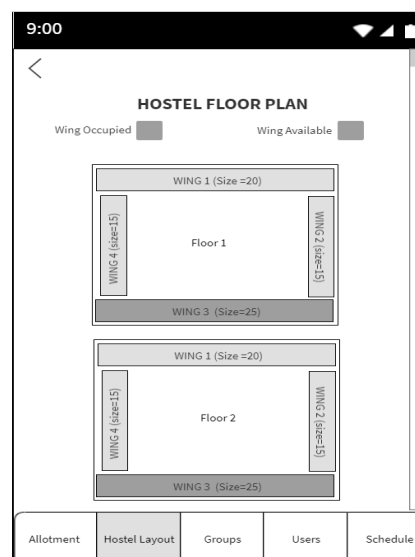 9:00
HOSTEL FLOOR PLAN
Wing Occupied
Wing Available
WING 1 (Size =20)
WING 4 (size=15)
Floor 1
WING 2 (size=15)
WING 3 (Size=25)
WING 1 (Size =20)
WING 4 (size=15)
Floor 2
WING 2 (size=15)
WING 3 (Size=25)
Allotment
Hostel Layout
Groups
Users
Schedule